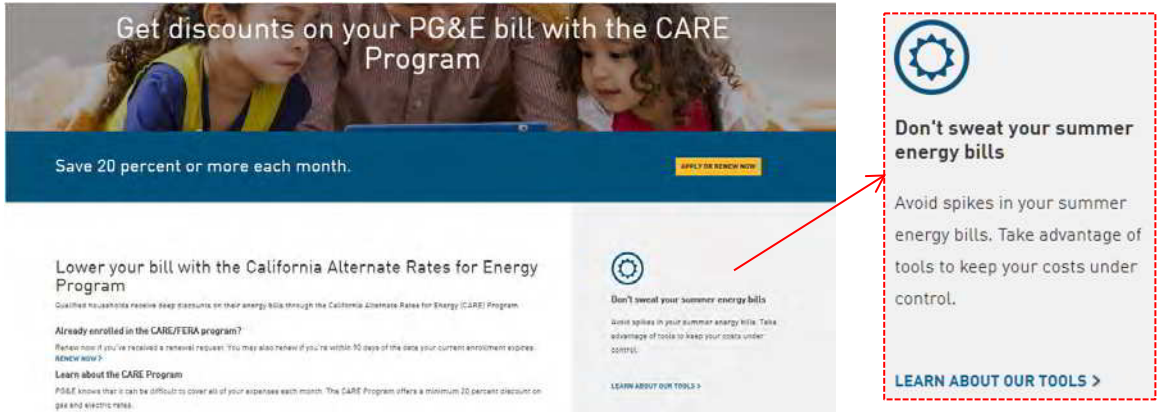 Get discounts on your PG&E bill with the CARE
Program
Save 20 percent or more each month.
APPLY OR RENEW NOW
Lower your bill with the California Alternate Rates for Energy
Program
Qualified households receive deep discounts on their energy bills through the California Alternate Rates for Energy (CARE) Program.
Already enrolled in the CARE/FERA program?
Renew now if you've received a renewal request. You may also renew if you're within 90 days of the date your current enrollment expires.
RENEW NOW >
Learn about the CARE Program
PG&E knows that it can be difficult to cover all of your expenses each month. The CARE Program offers a minimum 20 percent discount on
gas and electric rates.
Don't sweat your summer energy bills
Avoid spikes in your summer energy bills. Take
advantage of tools to keep your costs under
control.
LEARN ABOUT OUR TOOLS >
Don't sweat your summer
energy bills
Avoid spikes in your summer
energy bills. Take advantage of
tools to keep your costs under
control.
LEARN ABOUT OUR TOOLS >